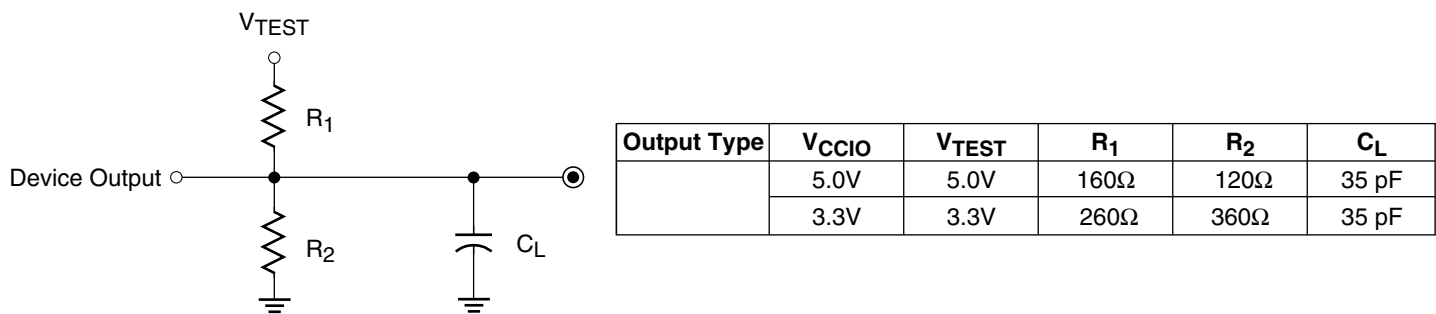 VTEST
R1
Device Output
R2
CL
Output Type VCCIO VTEST R1 R2 CL
5.0V 5.0V 160Ω 120Ω 35 pF
3.3V 3.3V 260Ω 360Ω 35 pF